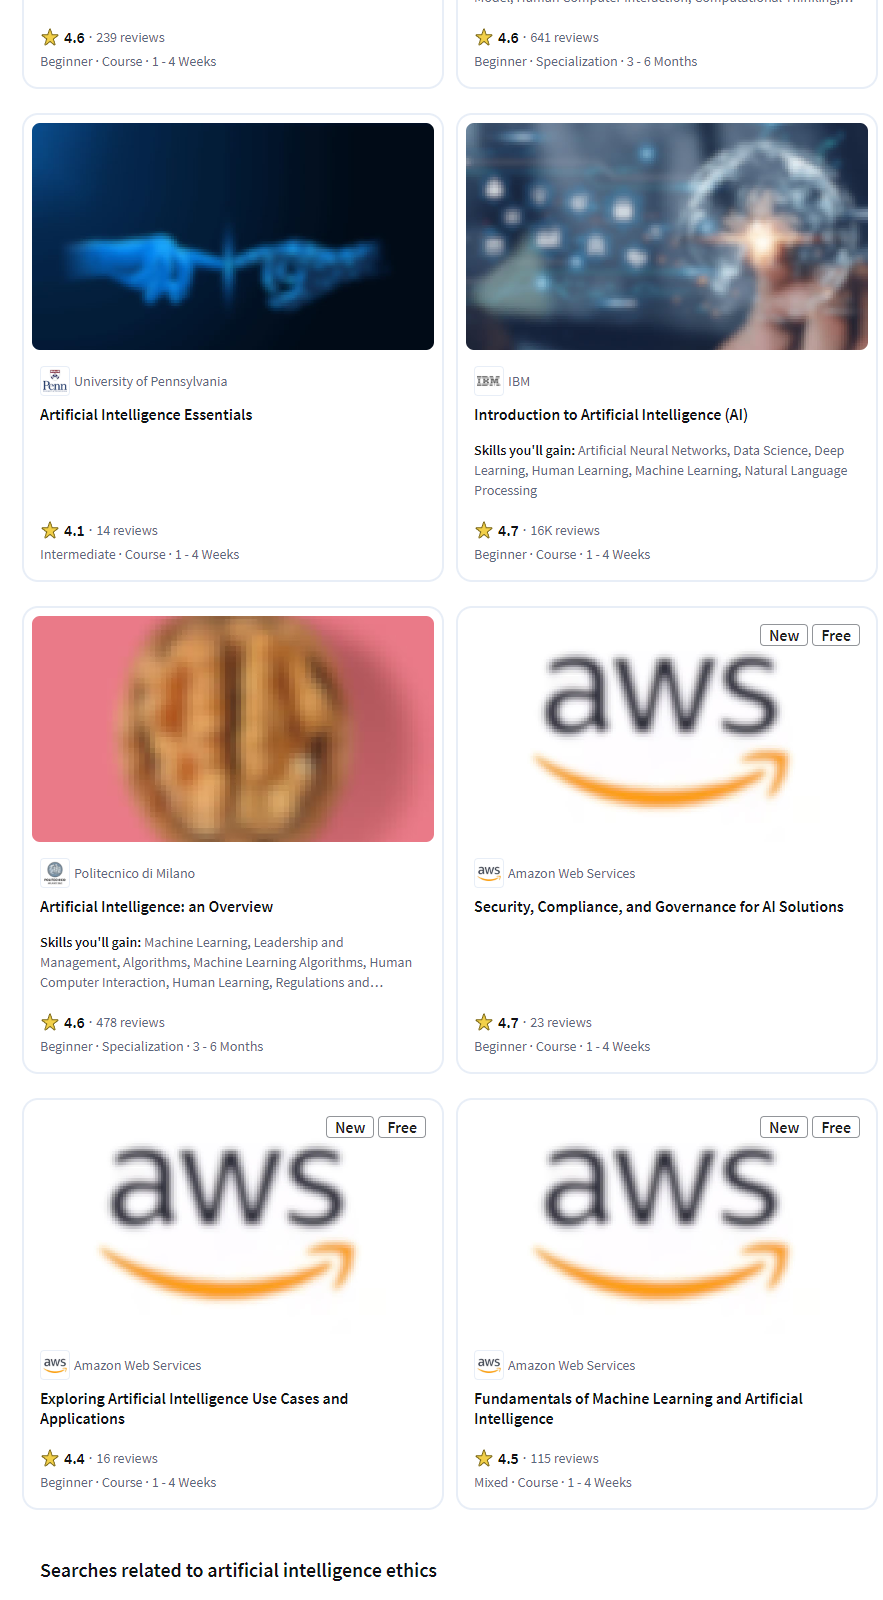 4.6 · 239 reviews
Beginner · Course · 1 - 4 Weeks
Model, Human Computer Interaction, Computational Thinking,...
4.6 · 641 reviews
Beginner · Specialization · 3 - 6 Months
Penn University of Pennsylvania
Artificial Intelligence Essentials
4.1 · 14 reviews
Intermediate · Course · 1 - 4 Weeks
IBM IBM
Introduction to Artificial Intelligence (AI)
Skills you'll gain: Artificial Neural Networks, Data Science, Deep
Learning, Human Learning, Machine Learning, Natural Language
Processing
4.7 · 16K reviews
Beginner · Course · 1 - 4 Weeks
Politecnico di Milano
Artificial Intelligence: an Overview
Skills you'll gain: Machine Learning, Leadership and
Management, Algorithms, Machine Learning Algorithms, Human
Computer Interaction, Human Learning, Regulations and...
4.6 · 478 reviews
Beginner · Specialization · 3 - 6 Months
New Free
aws
aws Amazon Web Services
Security, Compliance, and Governance for AI Solutions
4.7 · 23 reviews
Beginner · Course · 1 - 4 Weeks
New Free
aws
aws Amazon Web Services
Exploring Artificial Intelligence Use Cases and
Applications
4.4 · 16 reviews
Beginner · Course · 1 - 4 Weeks
New Free
aws
aws Amazon Web Services
Fundamentals of Machine Learning and Artificial
Intelligence
4.5 · 115 reviews
Mixed · Course · 1 - 4 Weeks
Searches related to artificial intelligence ethics